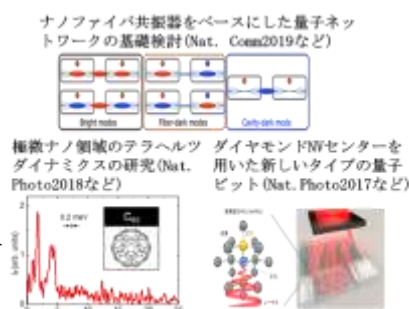 ナノファイバ共振器をベースにした量子ネッ
トワークの基礎検討(Nat. Comm2019など)
Bright modes
Fiber-dark modes
Cavity-dark mode
極微ナノ領域のテラヘルツ
ダイナミクスの研究(Nat.
Photo2018など)
ダイヤモンドNVセンターを
用いた新しいタイプの量子
ビット(Nat. Photo2017など)
0.2 meV
C60